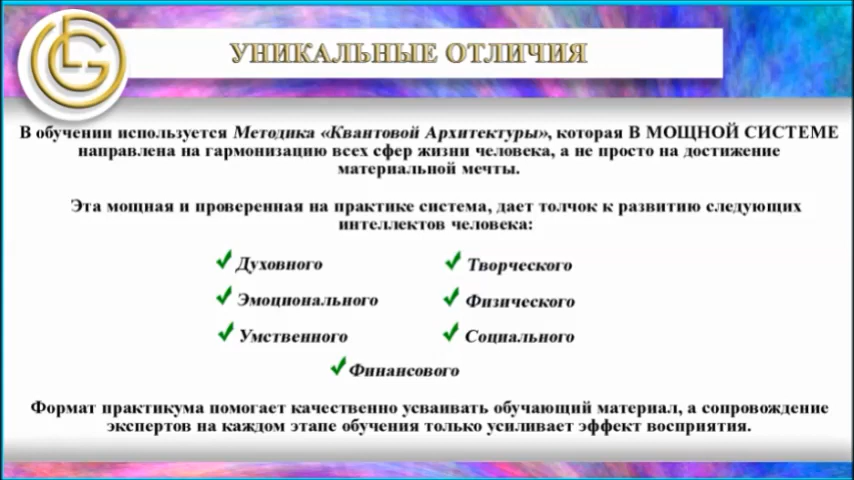 LG
УНИКАЛЬНЫЕ ОТЛИЧИЯ
В обучении используется Методика «Квантовой Архитектуры», которая В МОЩНОЙ СИСТЕМЕ
направлена на гармонизацию всех сфер жизни человека, а не просто на достижение
материальной мечты.
Эта мощная и проверенная на практике система, дает толчок к развитию следующих
интеллектов человека:
Духовного
Творческого
Эмоционального
Физического
Умственного
Социального
Финансового
Формат практикума помогает качественно усваивать обучающий материал, а сопровождение
экспертов на каждом этапе обучения только усиливает эффект восприятия.